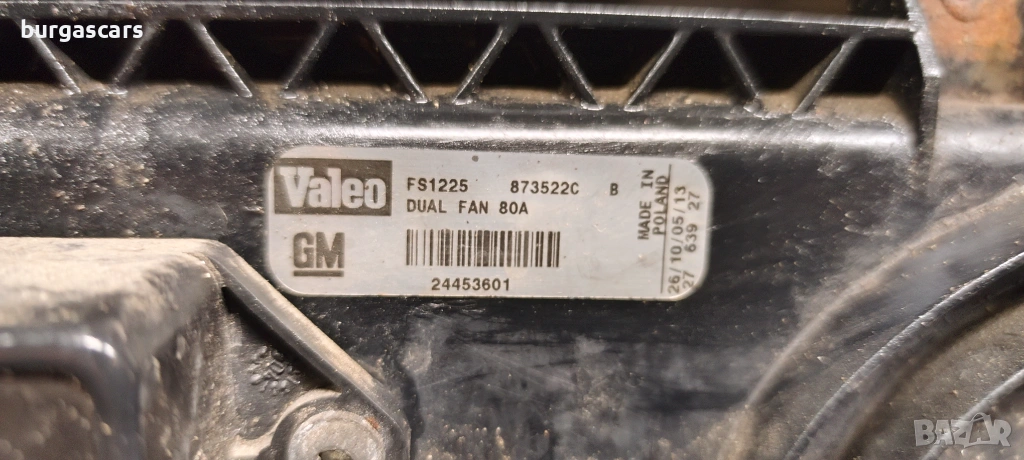 burgascars
Valeo FS1225 873522C B
DUAL FAN 80A
GM
24453601
MADE IN
POLAND
26/10/05/13
27 639 27
BAZAR